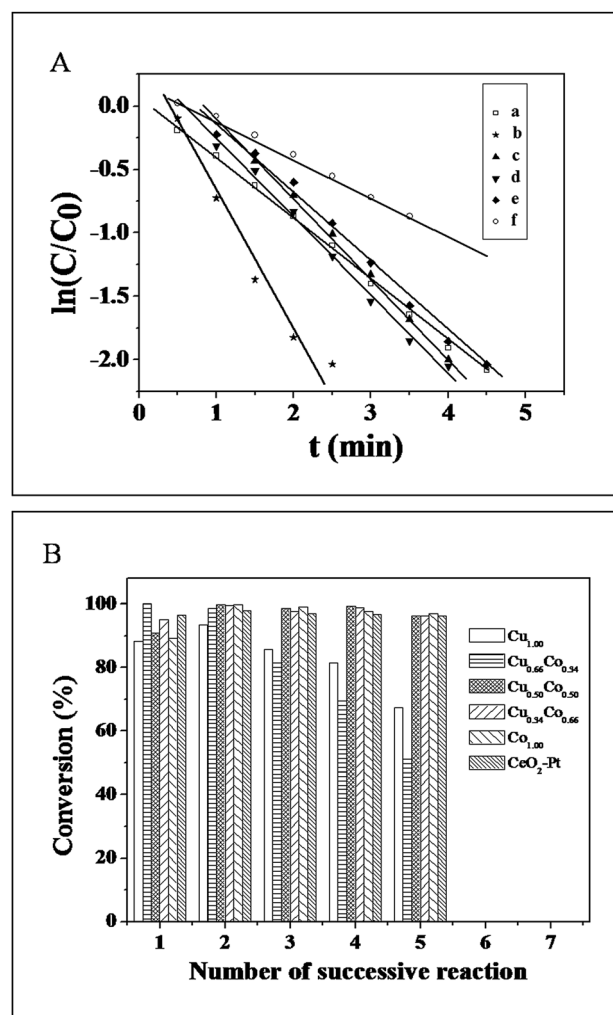 A
ln(C/C0)
0.0
-0.5
-1.0
-1.5
-2.0
a
b
c
d
e
f
0 1 2 3 4 5
t (min)
B
Conversion (%)
100
80
60
40
20
0
Cu1.00
Cu0.66Co0.34
Cu0.50Co0.50
Cu0.34Co0.66
Co1.00
CeO2-Pt
1 2 3 4 5 6 7
Number of successive reaction